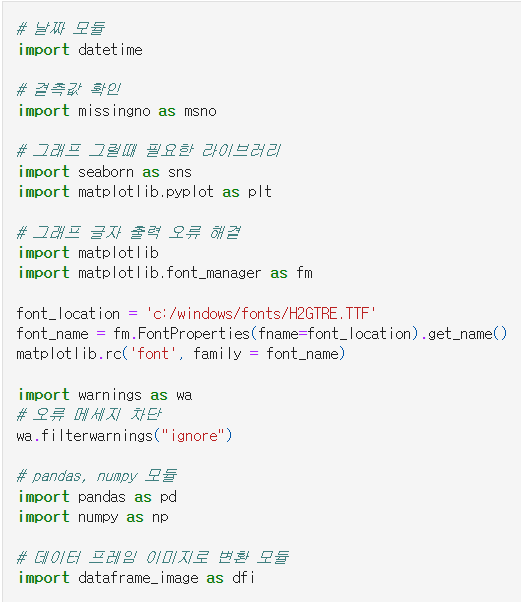 # 날짜 모듈
import datetime
# 결측값 확인
import missingno as msno
# 그래프 그릴때 필요한 라이브러리
import seaborn as sns
import matplotlib.pyplot as plt
# 그래프 글자 출력 오류 해결
import matplotlib
import matplotlib.font_manager as fm
font_location = 'c:/windows/fonts/H2GTRE.TTF'
font_name = fm.FontProperties(fname=font_location).get_name()
matplotlib.rc('font', family = font_name)
import warnings as wa
# 오류 메세지 차단
wa.filterwarnings("ignore")
# pandas, numpy 모듈
import pandas as pd
import numpy as np
# 데이터 프레임 이미지로 변환 모듈
import dataframe_image as dfi